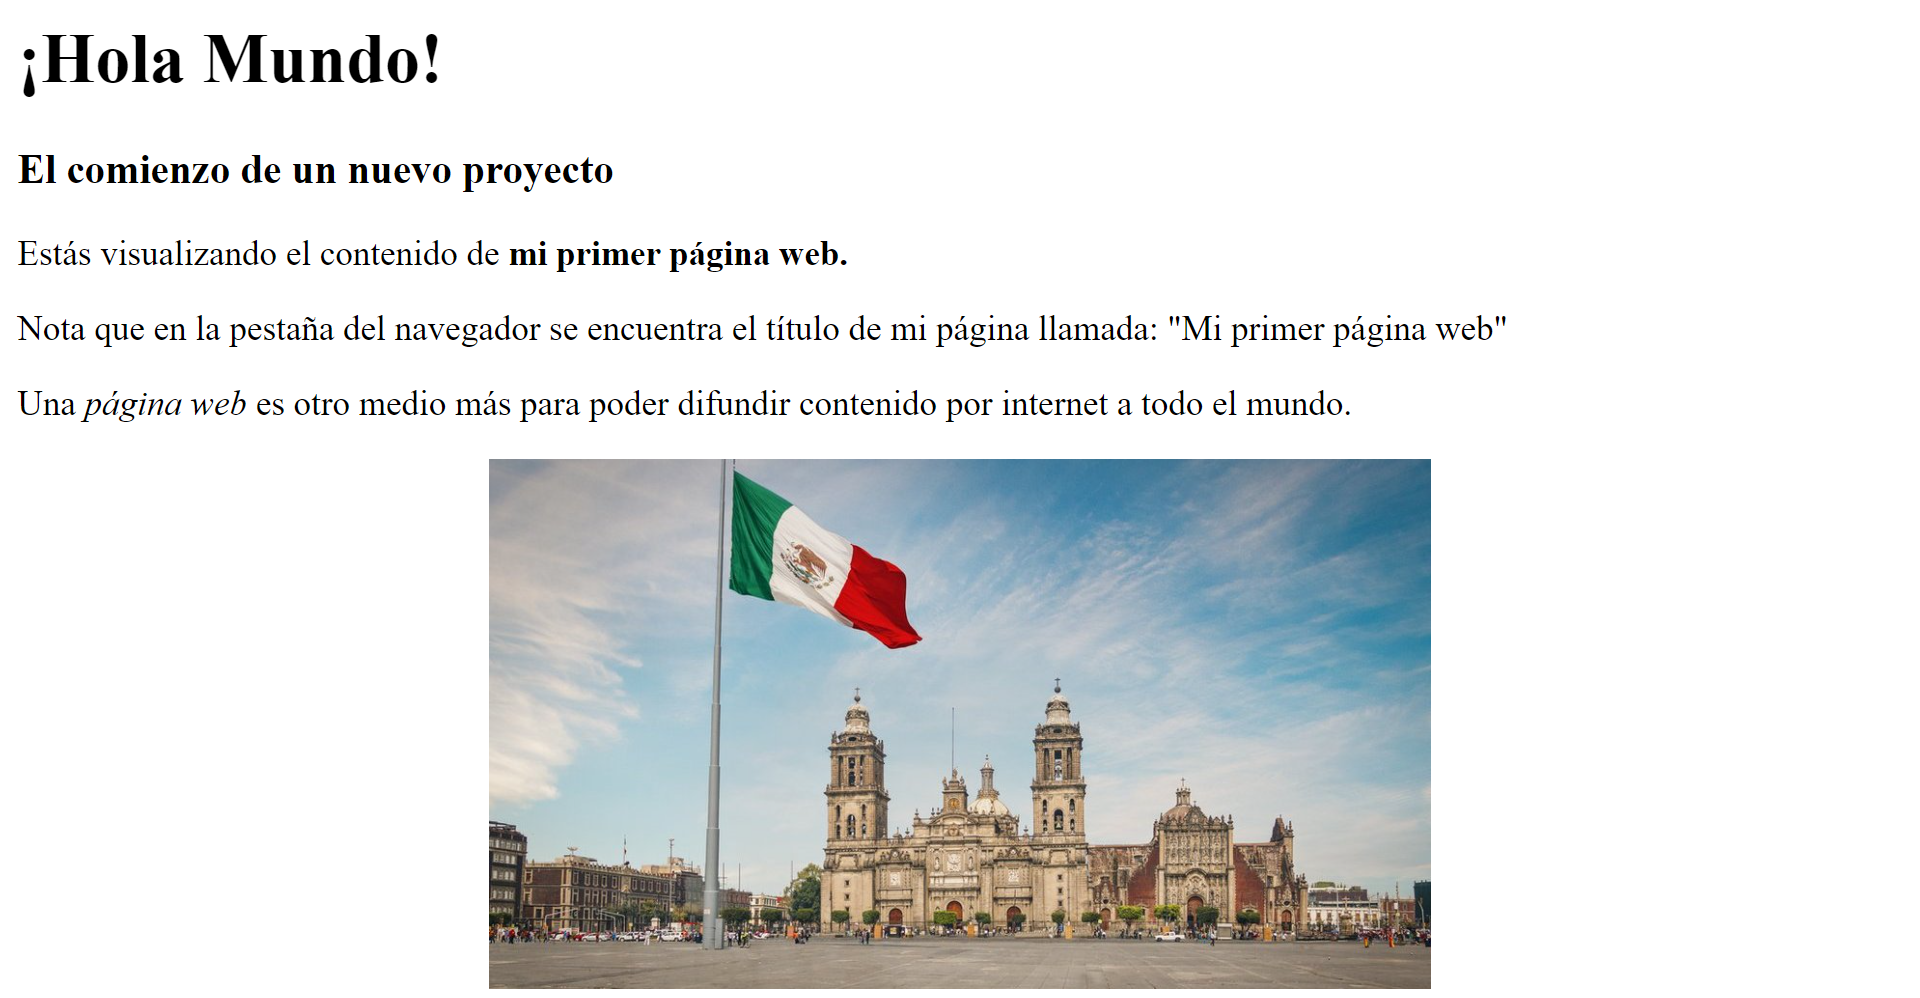 ¡Hola Mundo!
El comienzo de un nuevo proyecto
Estás visualizando el contenido de mi primer página web.
Nota que en la pestaña del navegador se encuentra el título de mi página llamada: "Mi primer página web"
Una página web es otro medio más para poder difundir contenido por internet a todo el mundo.